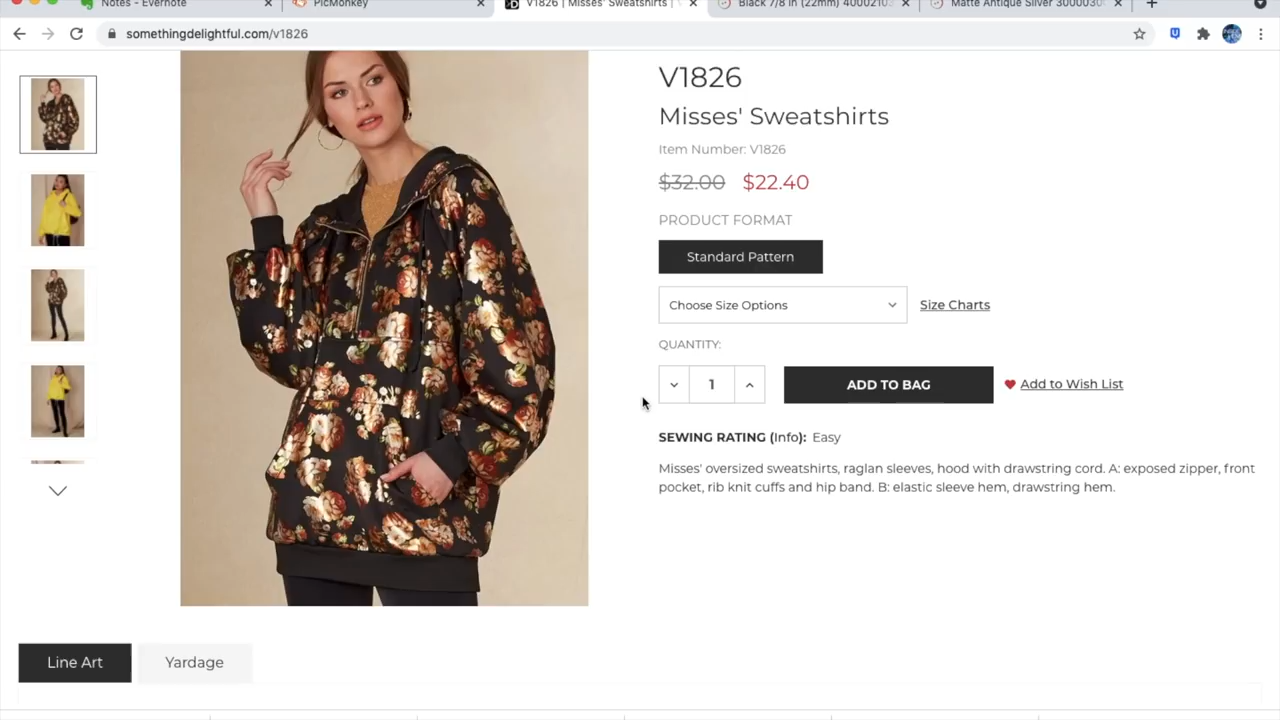 Notes - Evernote
PicMonkey
V1826 | Misses' Sweatshirts |
Black 7/8 in (22mm) 40002103
Matte Antique Silver 3000030
somethingdelightful.com/v1826
V1826
Misses' Sweatshirts
Item Number: V1826
$32.00 $22.40
PRODUCT FORMAT
Standard Pattern
Choose Size Options
Size Charts
QUANTITY:
1
ADD TO BAG
Add to Wish List
SEWING RATING (Info): Easy
Misses' oversized sweatshirts, raglan sleeves, hood with drawstring cord. A: exposed zipper, front
pocket, rib knit cuffs and hip band. B: elastic sleeve hem, drawstring hem.
Line Art
Yardage